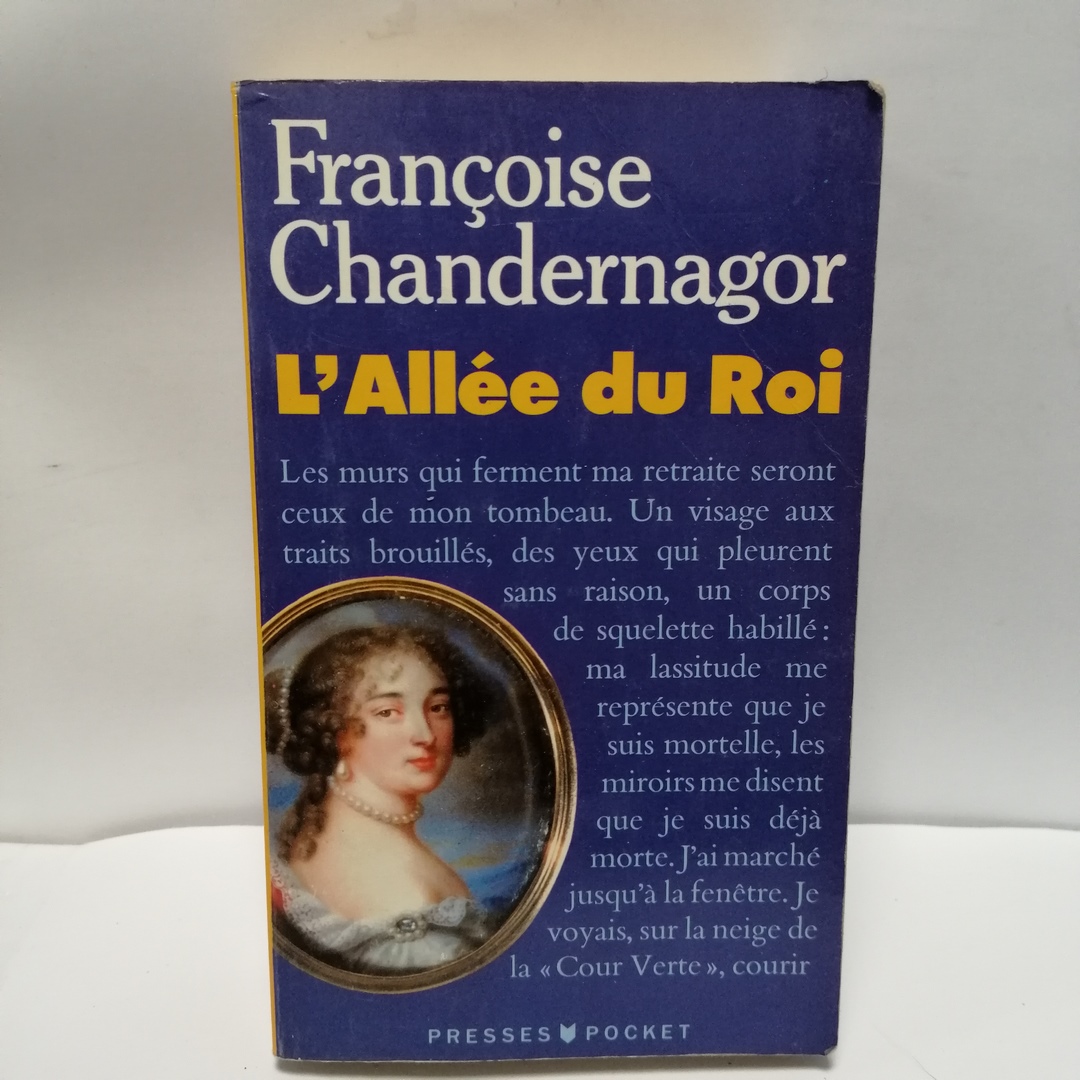 Françoise
Chandernagor
L'Allée du Roi
Les murs qui ferment ma retraite seront
ceux de mon tombeau. Un visage aux
traits brouillés, des yeux qui pleurent
sans raison, un corps
de squelette habillé :
ma lassitude me
représente que je
suis mortelle, les
miroirs me disent
que je suis déjà
morte. J'ai marché
jusqu'à la fenêtre. Je
voyais, sur la neige de
la « Cour Verte », courir
PRESSES POCKET